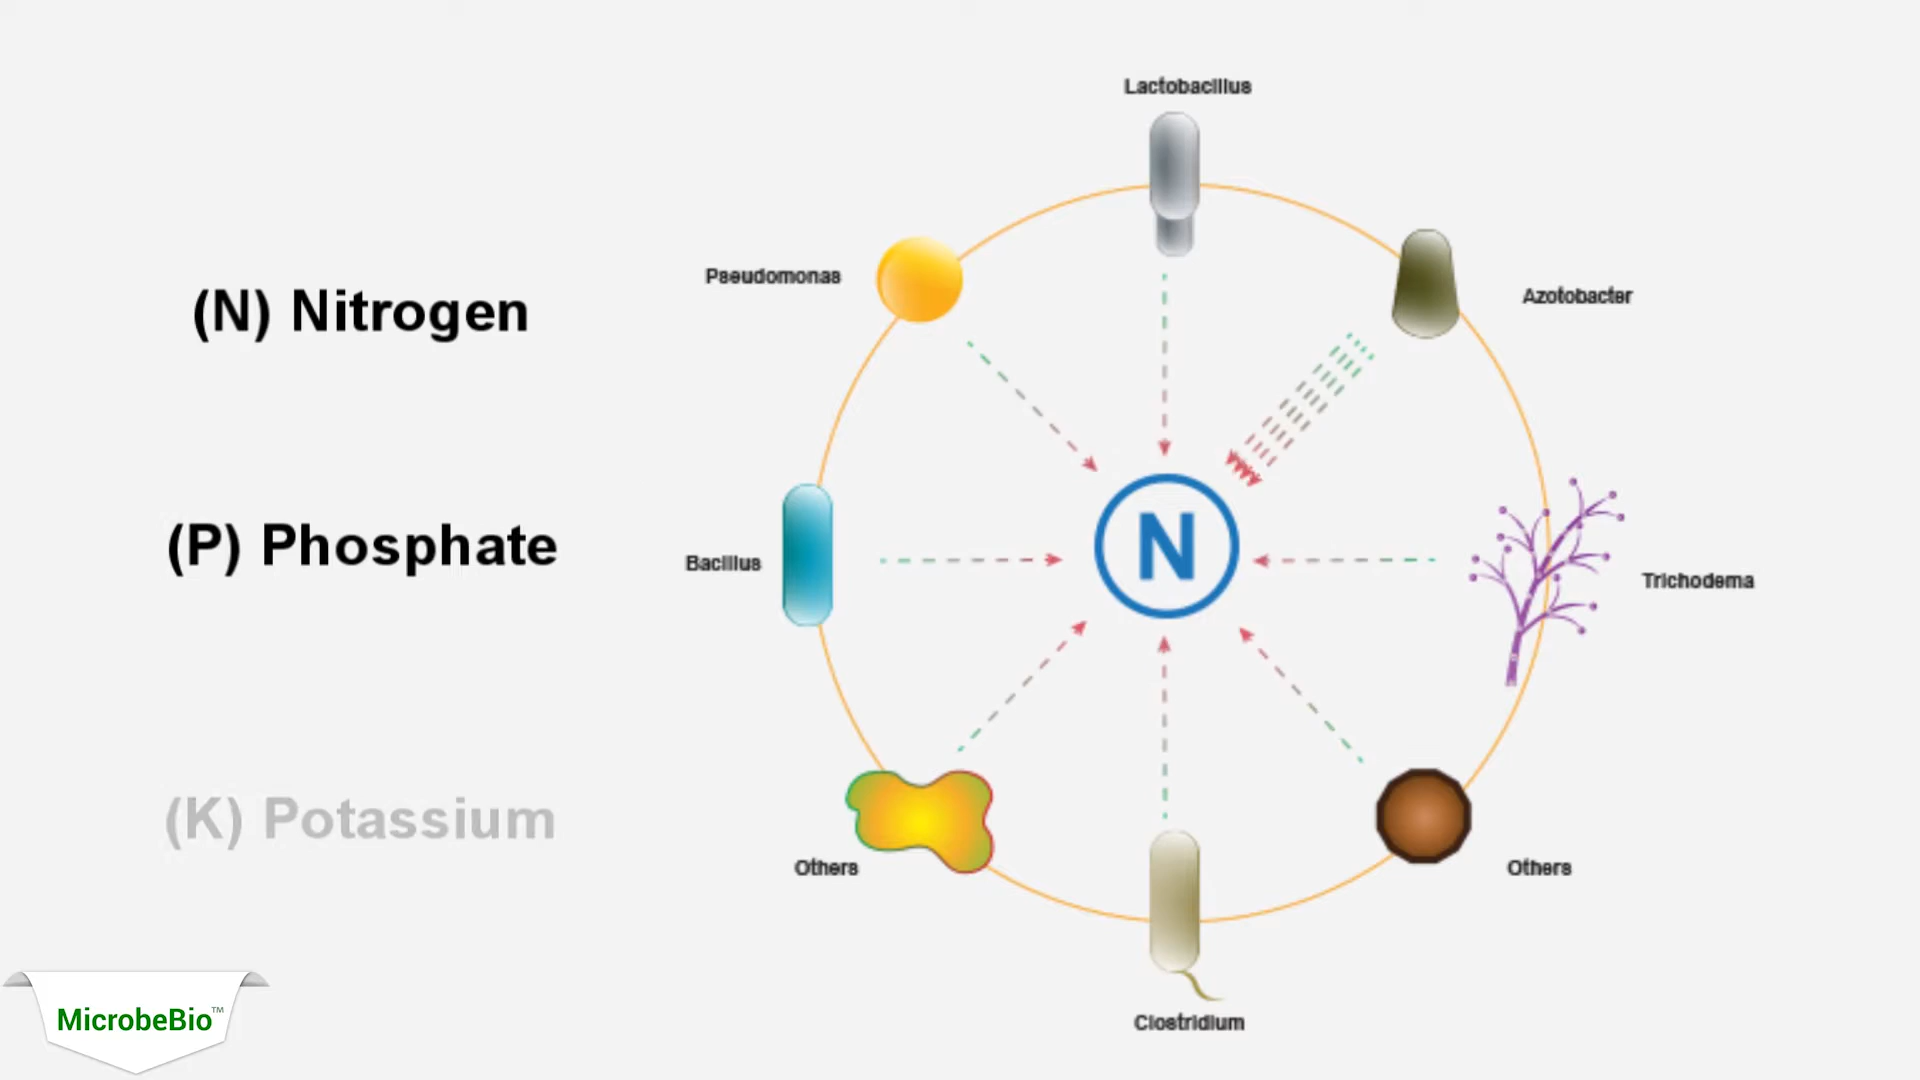 Lactobacillus
Pseudomonas
Azotobacter
(N) Nitrogen
(P) Phosphate
Bacillus
N
Trichodema
(K) Potassium
Others
Others
Clostridium
MicrobeBio™